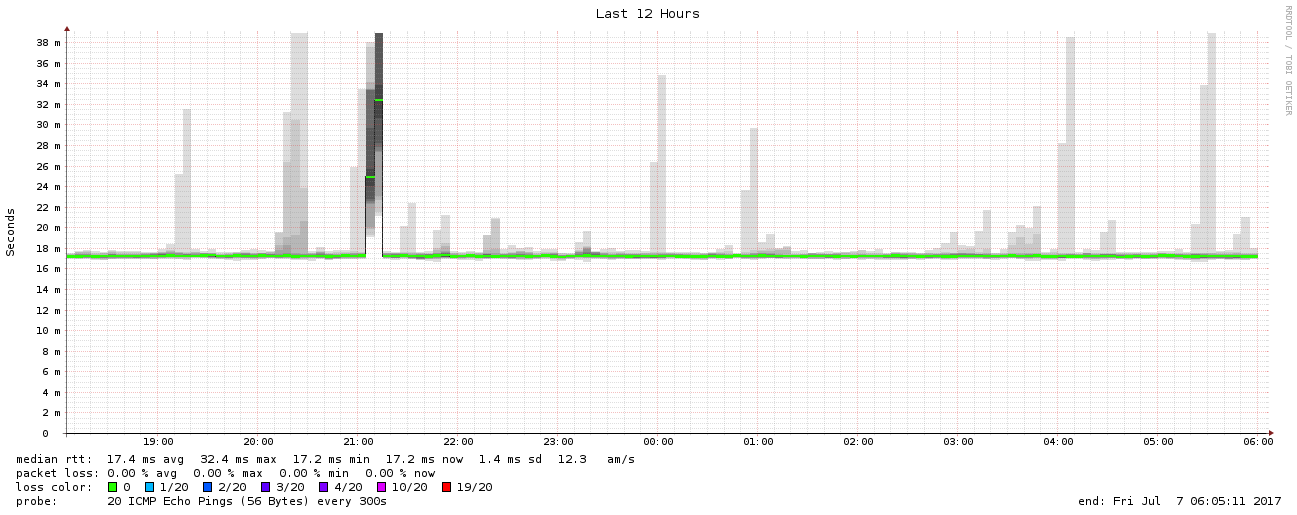 Last 12 Hours
RRDTOOL / TOBI OETIKER
Seconds
38 m
36 m
34 m
32 m
30 m
28 m
26 m
24 m
22 m
20 m
18 m
16 m
14 m
12 m
10 m
8 m
6 m
4 m
2 m
0
19:00 20:00 21:00 22:00 23:00 00:00 01:00 02:00 03:00 04:00 05:00 06:00
median rtt: 17.4 ms avg 32.4 ms max 17.2 ms min 17.2 ms now 1.4 ms sd 12.3 am/s
packet loss: 0.00 % avg 0.00 % max 0.00 % min 0.00 % now
loss color: 0 1/20 2/20 3/20 4/20 10/20 19/20
probe: 20 ICMP Echo Pings (56 Bytes) every 300s end: Fri Jul 7 06:05:11 2017